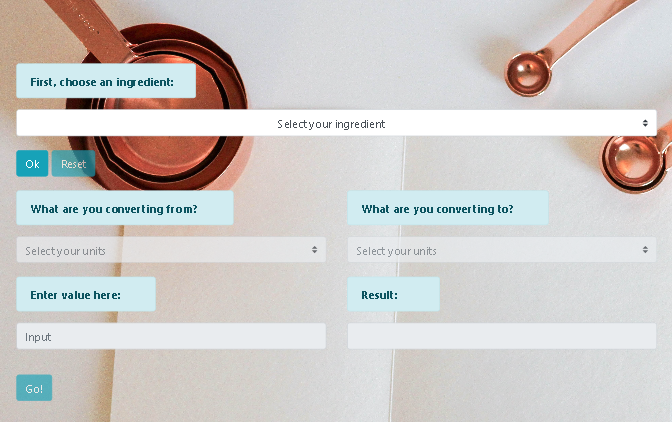 First, choose an ingredient:
Select your ingredient
Ok Reset
What are you converting from?
What are you converting to?
Select your units
Select your units
Enter value here:
Result:
Input
Go!